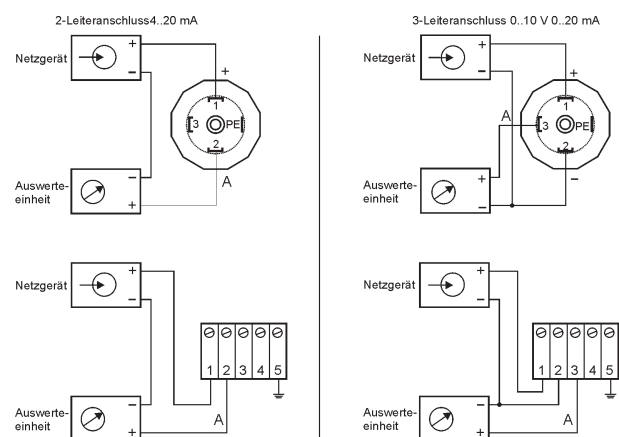 2-Leiteranschluss4..20 mA
Netzgerät
+
−
+
1
3
PE
2
A
Auswerte-
einheit
−
+
Netzgerät
+
−
1 2 3 4 5
A
Auswerte-
einheit
−
+
3-Leiteranschluss 0..10 V 0..20 mA
Netzgerät
+
−
+
1
A
3
PE
2
−
Auswerte-
einheit
+
−
Netzgerät
+
−
1 2 3 4 5
A
Auswerte-
einheit
−
+